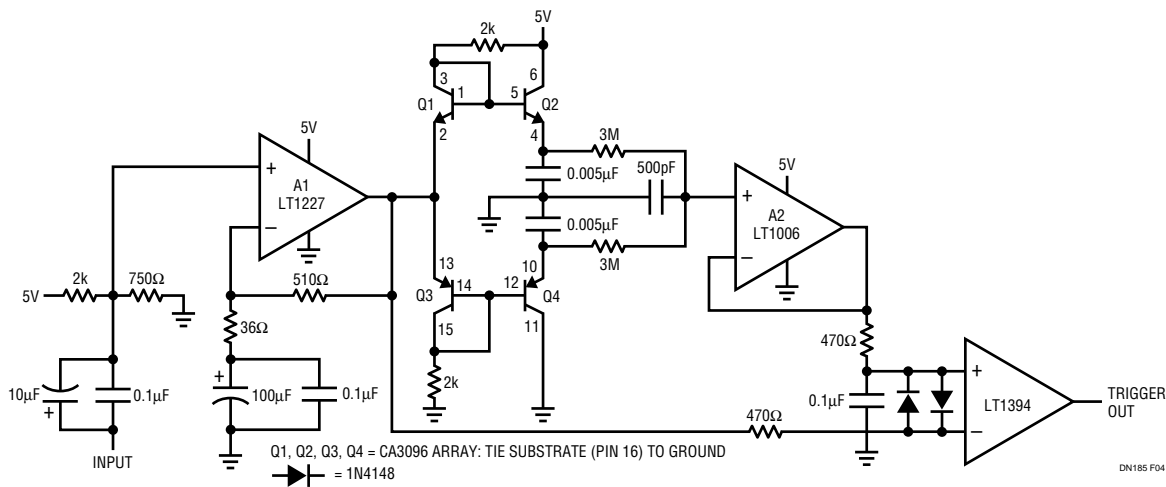 5V
2k
3
1
5
6
Q1
Q2
2
4
5V
3M
0.005µF
500pF
5V
+
A1
LT1227
–
0.005µF
+
A2
LT1006
–
3M
13
14
12
10
Q3
Q4
15
11
2k
5V
2k
750Ω
510Ω
36Ω
10µF
+
0.1µF
INPUT
+
100µF
0.1µF
470Ω
0.1µF
470Ω
+
LT1394
–
TRIGGER
OUT
Q1, Q2, Q3, Q4 = CA3096 ARRAY: TIE SUBSTRATE (PIN 16) TO GROUND
= 1N4148
DN185 F04